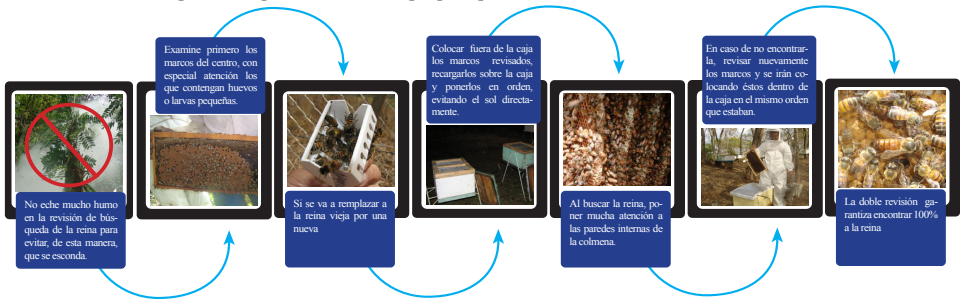 No eche mucho humo
en la revisión de bús-
queda de la reina para
evitar, de esta manera,
que se esconda.
Examine primero los
marcos del centro, con
especial atención los
que contengan huevos
o larvas pequeñas.
Si se va a remplazar a
la reina vieja por una
nueva
Colocar fuera de la caja
los marcos revisados,
recargarlos sobre la caja
y ponerlos en orden,
evitando el sol directa-
mente.
Al buscar la reina, po-
ner mucha atención a
las paredes internas de
la colmena.
En caso de no encontrar-
la, revisar nuevamente
los marcos y se irán co-
locando éstos dentro de
la caja en el mismo orden
que estaban.
La doble revisión ga-
rantiza encontrar 100%
a la reina